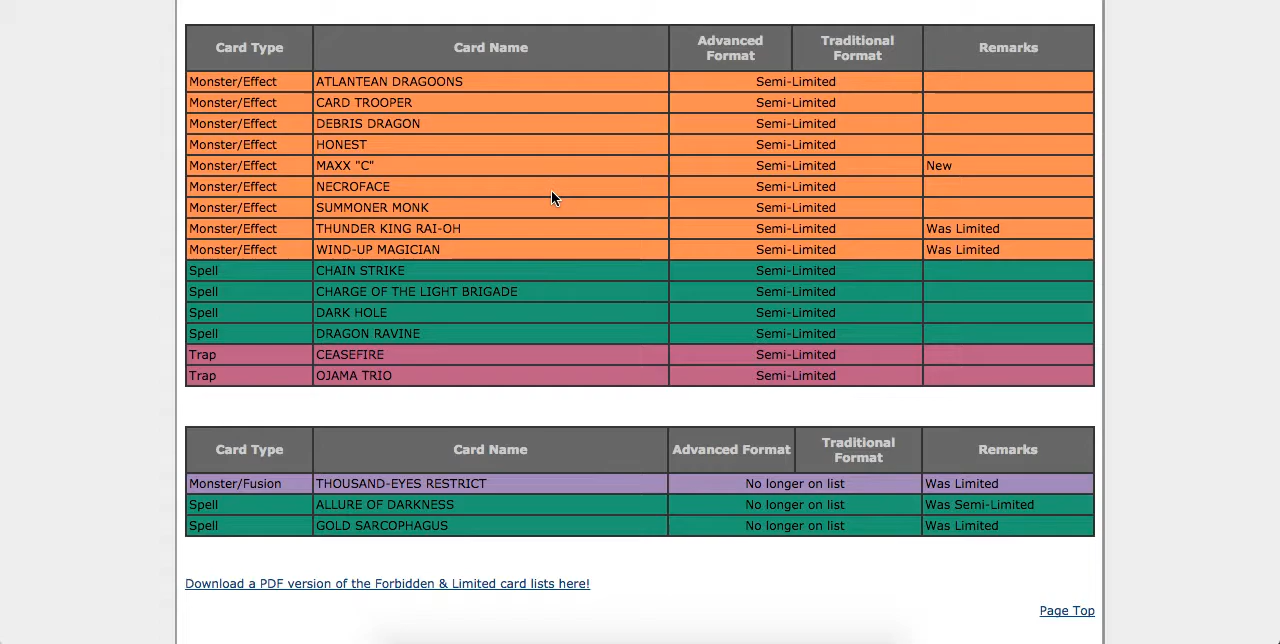 Card Type Card Name Advanced Format Traditional Format Remarks
Monster/Effect ATLANTEAN DRAGOONS Semi-Limited
Monster/Effect CARD TROOPER Semi-Limited
Monster/Effect DEBRIS DRAGON Semi-Limited
Monster/Effect HONEST Semi-Limited
Monster/Effect MAXX "C" Semi-Limited New
Monster/Effect NECROFACE Semi-Limited
Monster/Effect SUMMONER MONK Semi-Limited
Monster/Effect THUNDER KING RAI-OH Semi-Limited Was Limited
Monster/Effect WIND-UP MAGICIAN Semi-Limited Was Limited
Spell CHAIN STRIKE Semi-Limited
Spell CHARGE OF THE LIGHT BRIGADE Semi-Limited
Spell DARK HOLE Semi-Limited
Spell DRAGON RAVINE Semi-Limited
Trap CEASEFIRE Semi-Limited
Trap OJAMA TRIO Semi-Limited
Card Type Card Name Advanced Format Traditional Format Remarks
Monster/Fusion THOUSAND-EYES RESTRICT No longer on list Was Limited
Spell ALLURE OF DARKNESS No longer on list Was Semi-Limited
Spell GOLD SARCOPHAGUS No longer on list Was Limited
Download a PDF version of the Forbidden & Limited card lists here!
Page Top